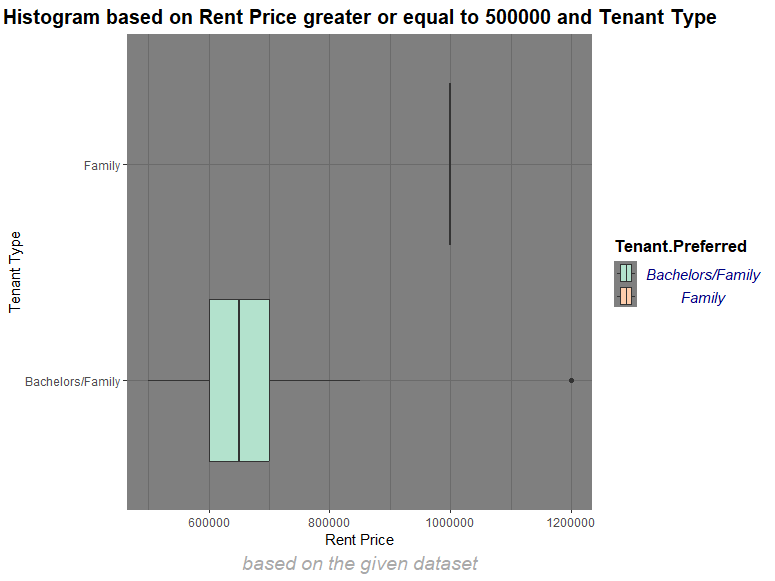 Histogram based on Rent Price greater or equal to 500000 and Tenant Type
Family
Bachelors/Family
Tenant Type
600000 800000 1000000 1200000
Rent Price
based on the given dataset
Tenant.Preferred
Bachelors/Family
Family